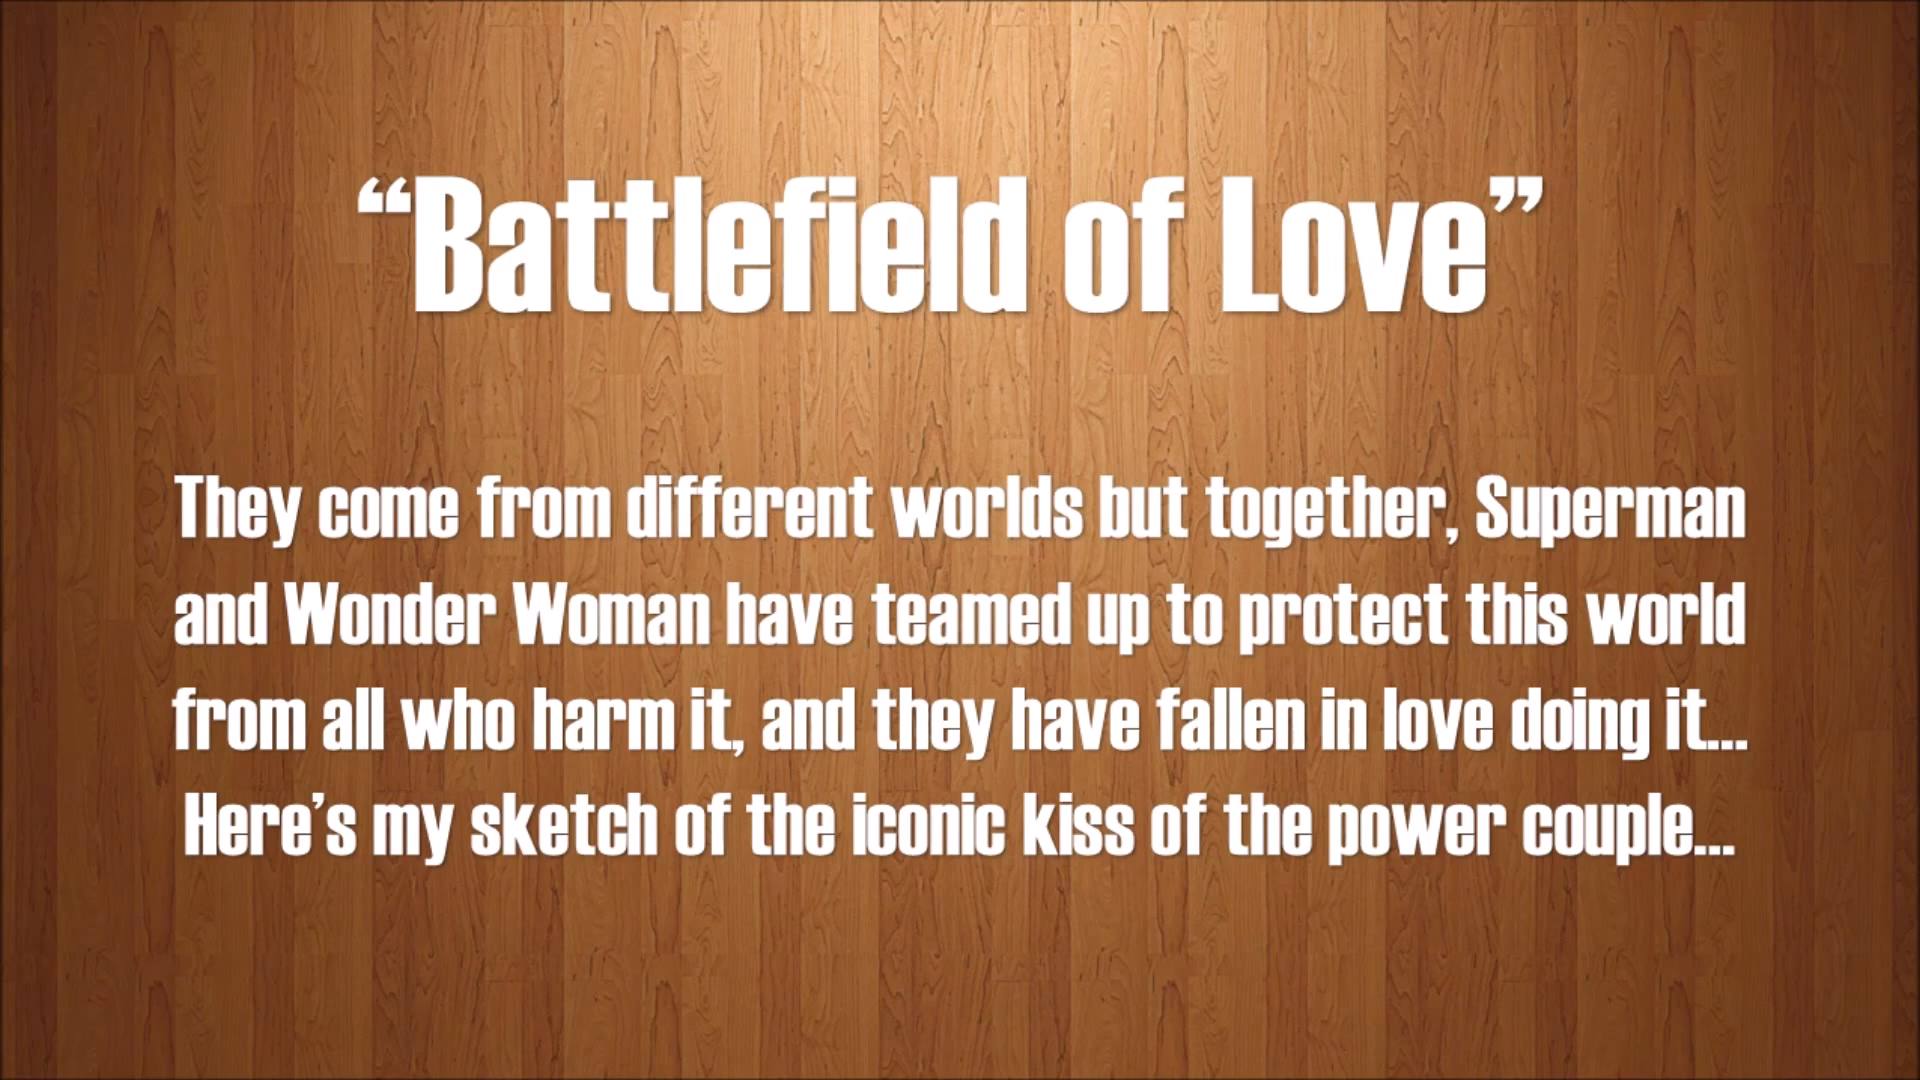 “Battlefield of Love”
They come from different worlds but together, Superman
and Wonder Woman have teamed up to protect this world
from all who harm it, and they have fallen in love doing it...
Here’s my sketch of the iconic kiss of the power couple...